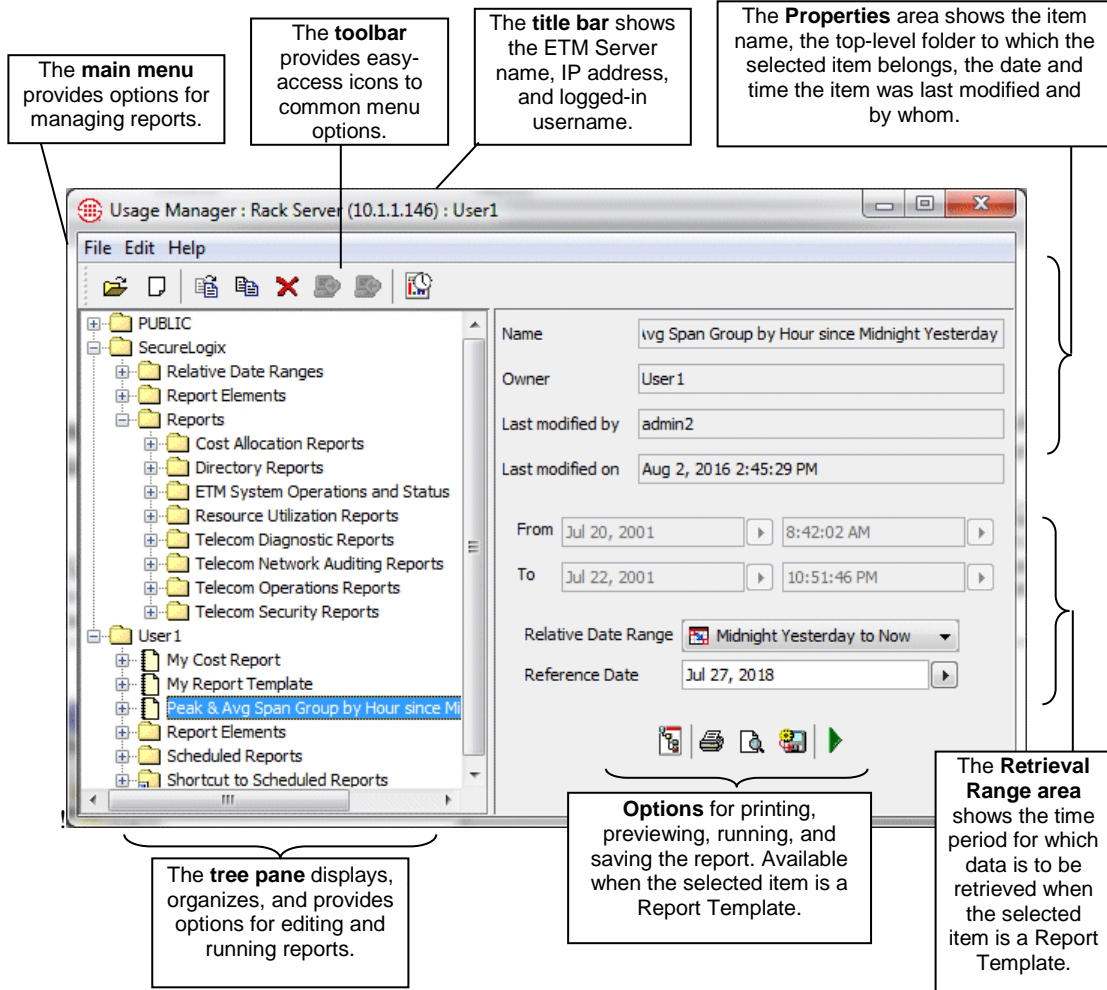 The main menu
provides options for
managing reports.
The toolbar
provides easy-
access icons to
common menu
options.
The title bar shows
the ETM Server
name, IP address,
and logged-in
username.
The Properties area shows the item
name, the top-level folder to which the
selected item belongs, the date and
time the item was last modified and
by whom.
Usage Manager : Rack Server (10.1.1.146) : User1
File Edit Help
PUBLIC
SecureLogix
Relative Date Ranges
Report Elements
Reports
Cost Allocation Reports
Directory Reports
ETM System Operations and Status
Resource Utilization Reports
Telecom Diagnostic Reports
Telecom Network Auditing Reports
Telecom Operations Reports
Telecom Security Reports
User1
My Cost Report
My Report Template
Peak & Avg Span Group by Hour since Mi
Report Elements
Scheduled Reports
Shortcut to Scheduled Reports
Name Avg Span Group by Hour since Midnight Yesterday
Owner User1
Last modified by admin2
Last modified on Aug 2, 2016 2:45:29 PM
From Jul 20, 2001 8:42:02 AM
To Jul 22, 2001 10:51:46 PM
Relative Date Range Midnight Yesterday to Now
Reference Date Jul 27, 2018
!
The tree pane displays,
organizes, and provides
options for editing and
running reports.
Options for printing,
previewing, running, and
saving the report. Available
when the selected item is a
Report Template.
The Retrieval
Range area
shows the time
period for which
data is to be
retrieved when
the selected
item is a Report
Template.